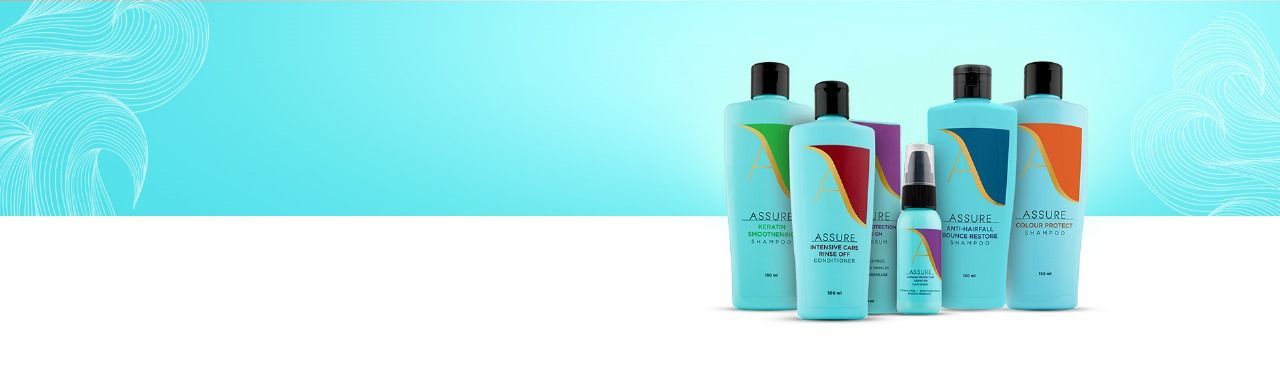 ASSURE
KERATIN
SMOOTHENING
SHAMPOO
150 ml
ASSURE
INTENSIVE CARE
RINSE OFF
CONDITIONER
100 ml
ASSURE
ASSURE
ANTI-HAIRFALL
BOUNCE RESTORE
SHAMPOO
150 ml
ASSURE
COLOUR PROTECT
SHAMPOO
150 ml